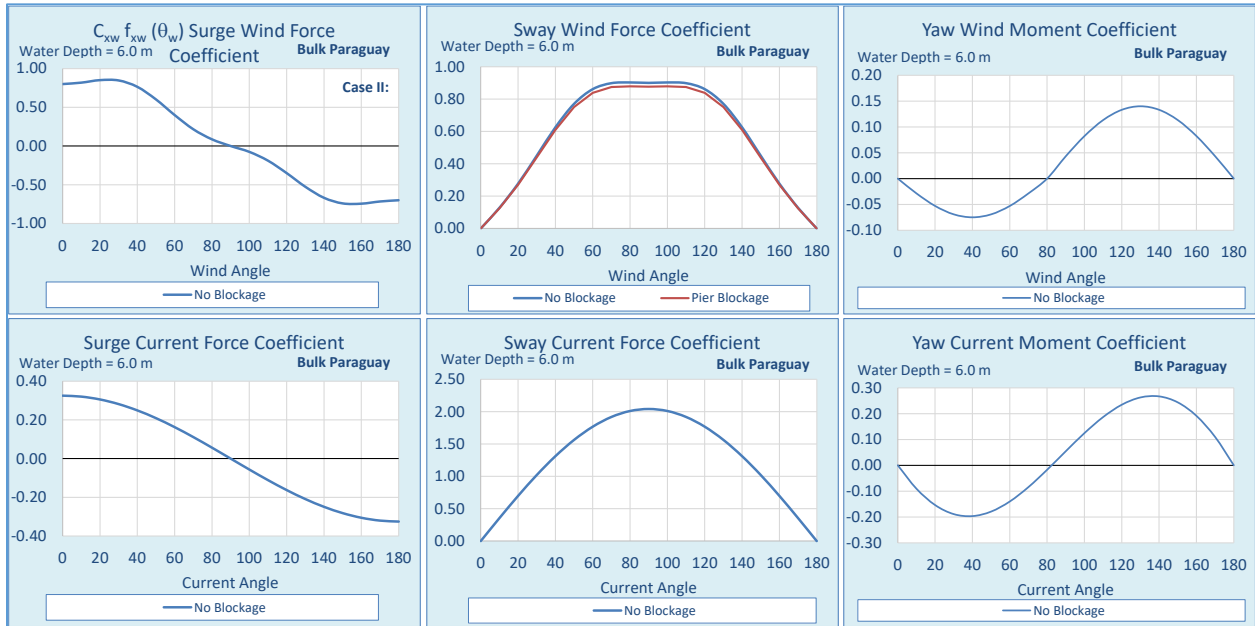 C_xw f_xw (θ_w) Surge Wind Force
Coefficient
Water Depth = 6.0 m
Bulk Paraguay
Case II:
1.00
0.50
0.00
-0.50
-1.00
0 20 40 60 80 100 120 140 160 180
Wind Angle
No Blockage
Sway Wind Force Coefficient
Water Depth = 6.0 m
Bulk Paraguay
1.00
0.80
0.60
0.40
0.20
0.00
0 20 40 60 80 100 120 140 160 180
Wind Angle
No Blockage Pier Blockage
Yaw Wind Moment Coefficient
Water Depth = 6.0 m
Bulk Paraguay
0.20
0.15
0.10
0.05
0.00
-0.05
-0.10
0 20 40 60 80 100 120 140 160 180
Wind Angle
No Blockage
Surge Current Force Coefficient
Water Depth = 6.0 m
Bulk Paraguay
0.40
0.20
0.00
-0.20
-0.40
0 20 40 60 80 100 120 140 160 180
Current Angle
No Blockage
Sway Current Force Coefficient
Water Depth = 6.0 m
Bulk Paraguay
2.50
2.00
1.50
1.00
0.50
0.00
0 20 40 60 80 100 120 140 160 180
Current Angle
No Blockage
Yaw Current Moment Coefficient
Water Depth = 6.0 m
Bulk Paraguay
0.30
0.20
0.10
0.00
-0.10
-0.20
-0.30
0 20 40 60 80 100 120 140 160 180
Current Angle
No Blockage